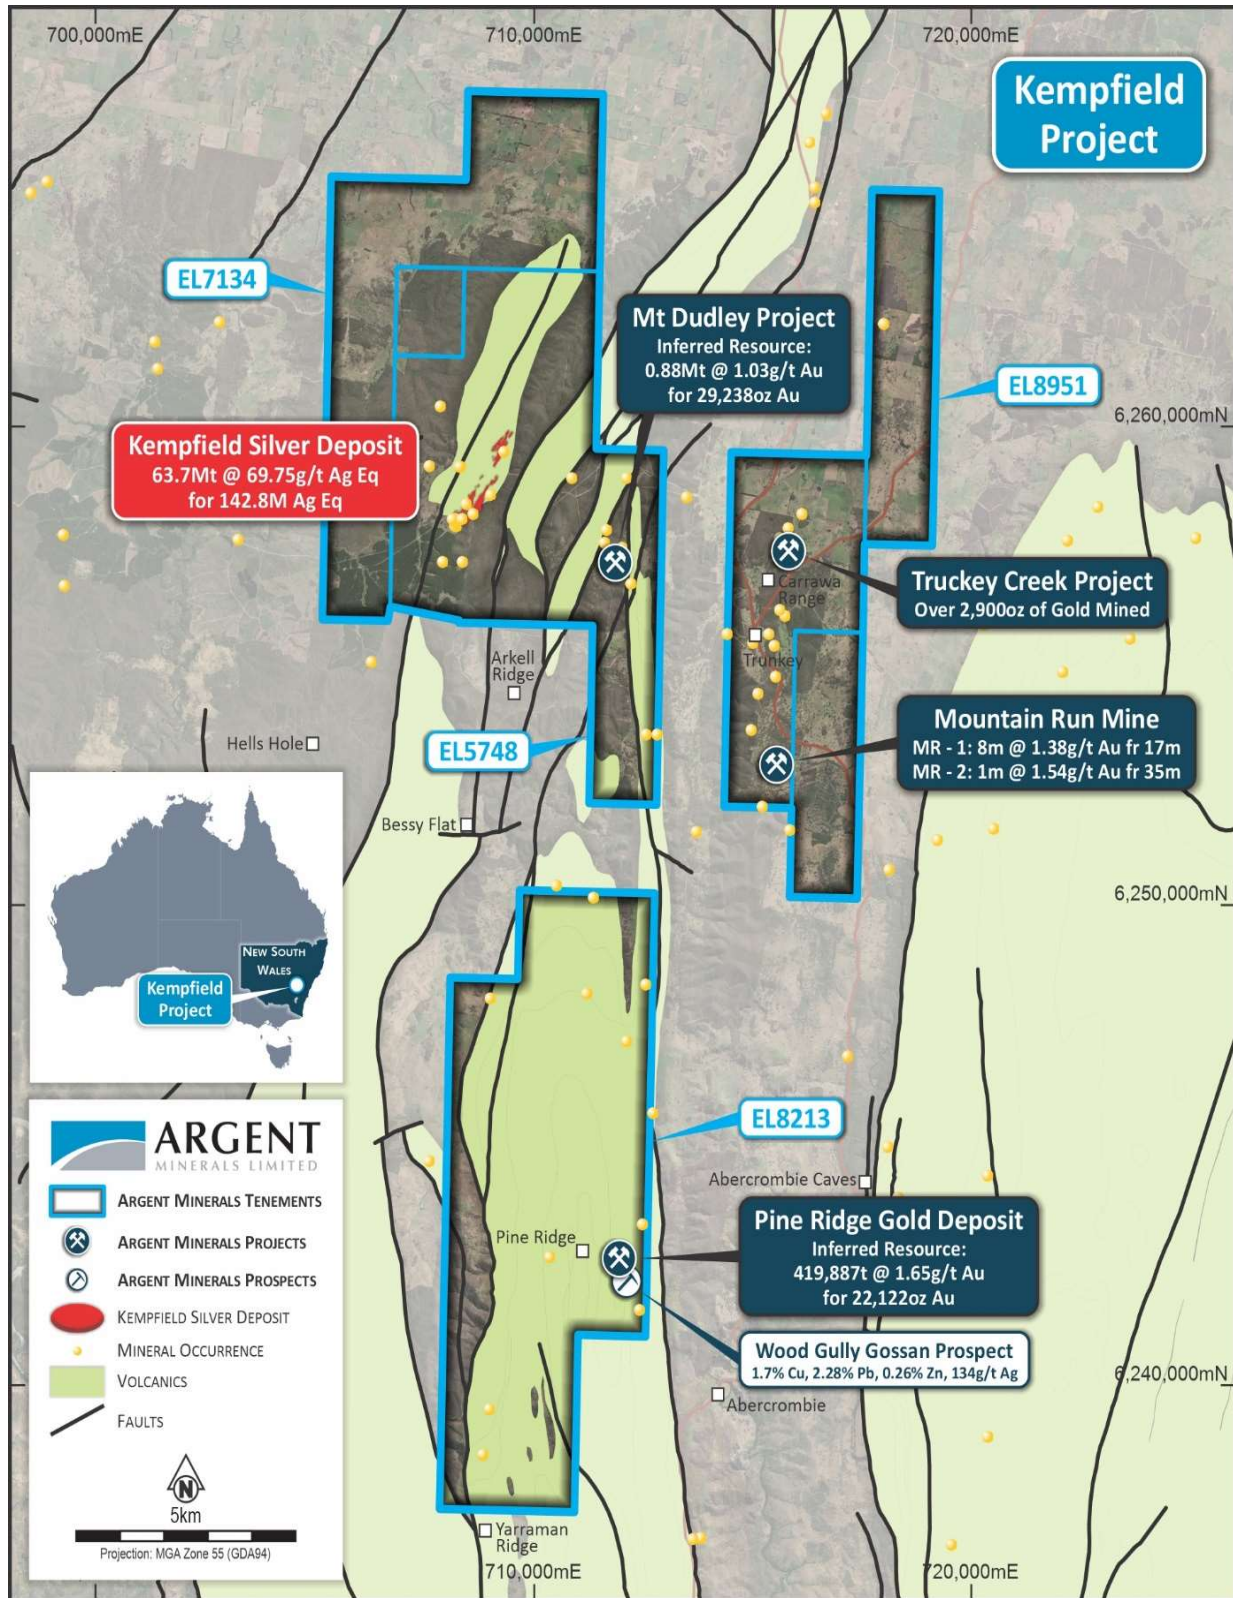 700,000mE
710,000mE
720,000mE
Kempfield
Project
EL7134
Mt Dudley Project
Inferred Resource:
0.88Mt @ 1.03g/t Au
for 29,238oz Au
EL8951
6,260,000mN
Kempfield Silver Deposit
63.7Mt @ 69.75g/t Ag Eq
for 142.8M Ag Eq
Carrawa
Range
Truckey Creek Project
Over 2,900oz of Gold Mined
Trunkey
Arkell
Ridge
Mountain Run Mine
MR - 1: 8m @ 1.38g/t Au fr 17m
MR - 2: 1m @ 1.54g/t Au fr 35m
Hells Hole
EL5748
Bessy Flat
6,250,000mN
NEW SOUTH
WALES
Kempfield
Project
EL8213
ARGENT
MINERALS LIMITED
ARGENT MINERALS TENEMENTS
ARGENT MINERALS PROJECTS
ARGENT MINERALS PROSPECTS
KEMPFIELD SILVER DEPOSIT
MINERAL OCCURRENCE
VOLCANICS
FAULTS
N
5km
Projection: MGA Zone 55 (GDA94)
Abercrombie Caves
Pine Ridge
Pine Ridge Gold Deposit
Inferred Resource:
419,887t @ 1.65g/t Au
for 22,122oz Au
Wood Gully Gossan Prospect
1.7% Cu, 2.28% Pb, 0.26% Zn, 134g/t Ag
6,240,000mN
Abercrombie
Yarraman
Ridge
710,000mE
720,000mE